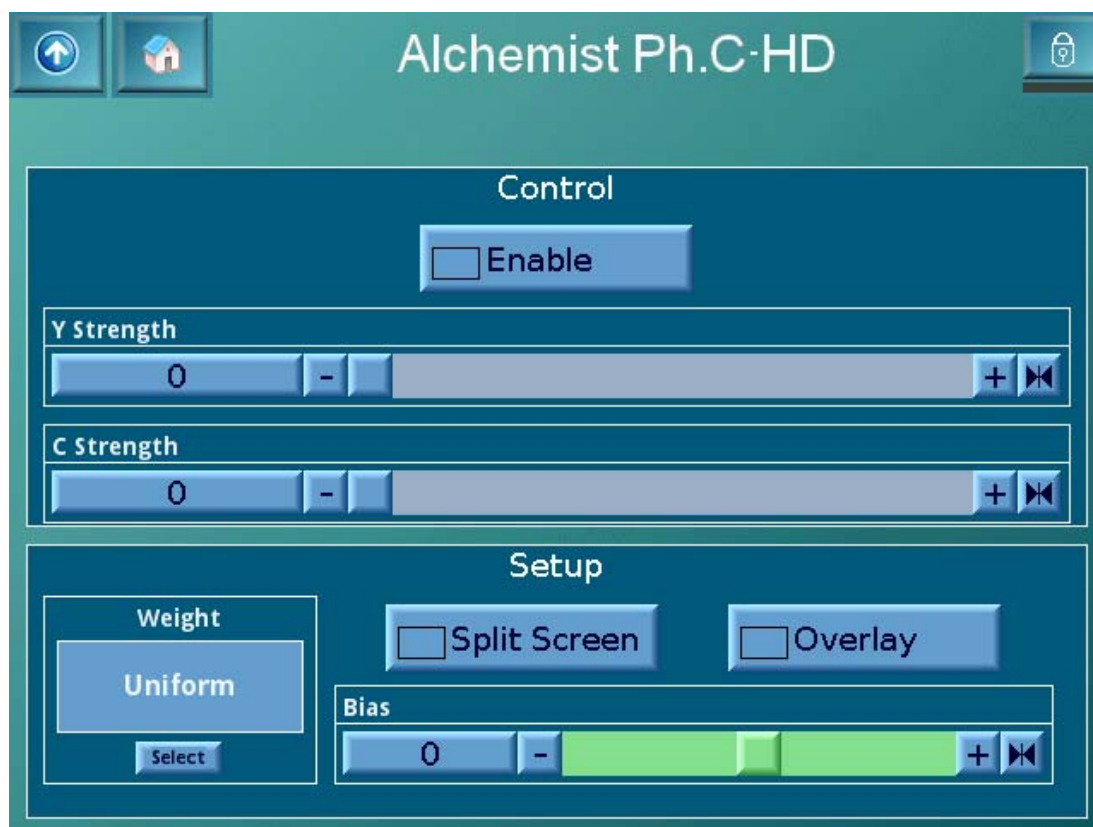 Alchemist Ph.C-HD
Control
Enable
Y Strength
0 - +
C Strength
0 - +
Setup
Weight
Uniform
Select
Split Screen
Overlay
Bias
0 - +